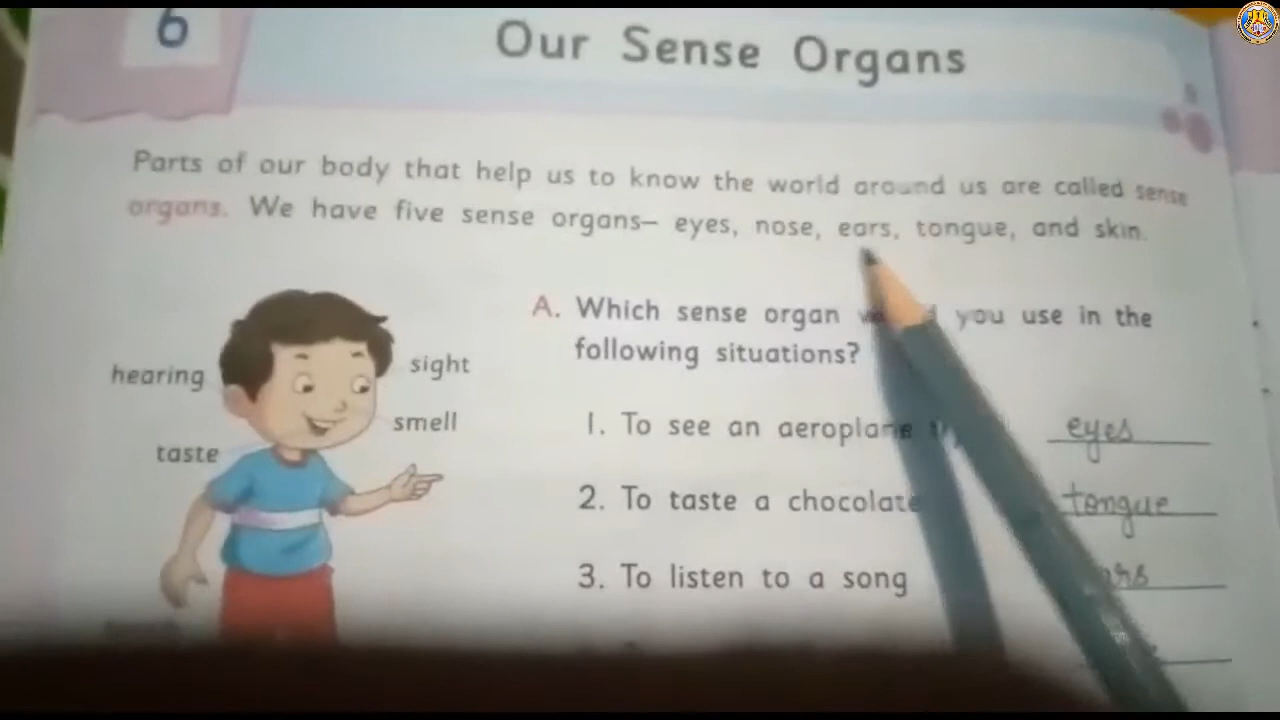 6
Our Sense Organs
Parts of our body that help us to know the world around us are called sense
organs. We have five sense organs– eyes, nose, ears, tongue, and skin.
hearing
sight
smell
taste
A. Which sense organ you use in the
following situations?
1. To see an aeroplane eyes
2. To taste a chocolate tongue
3. To listen to a song